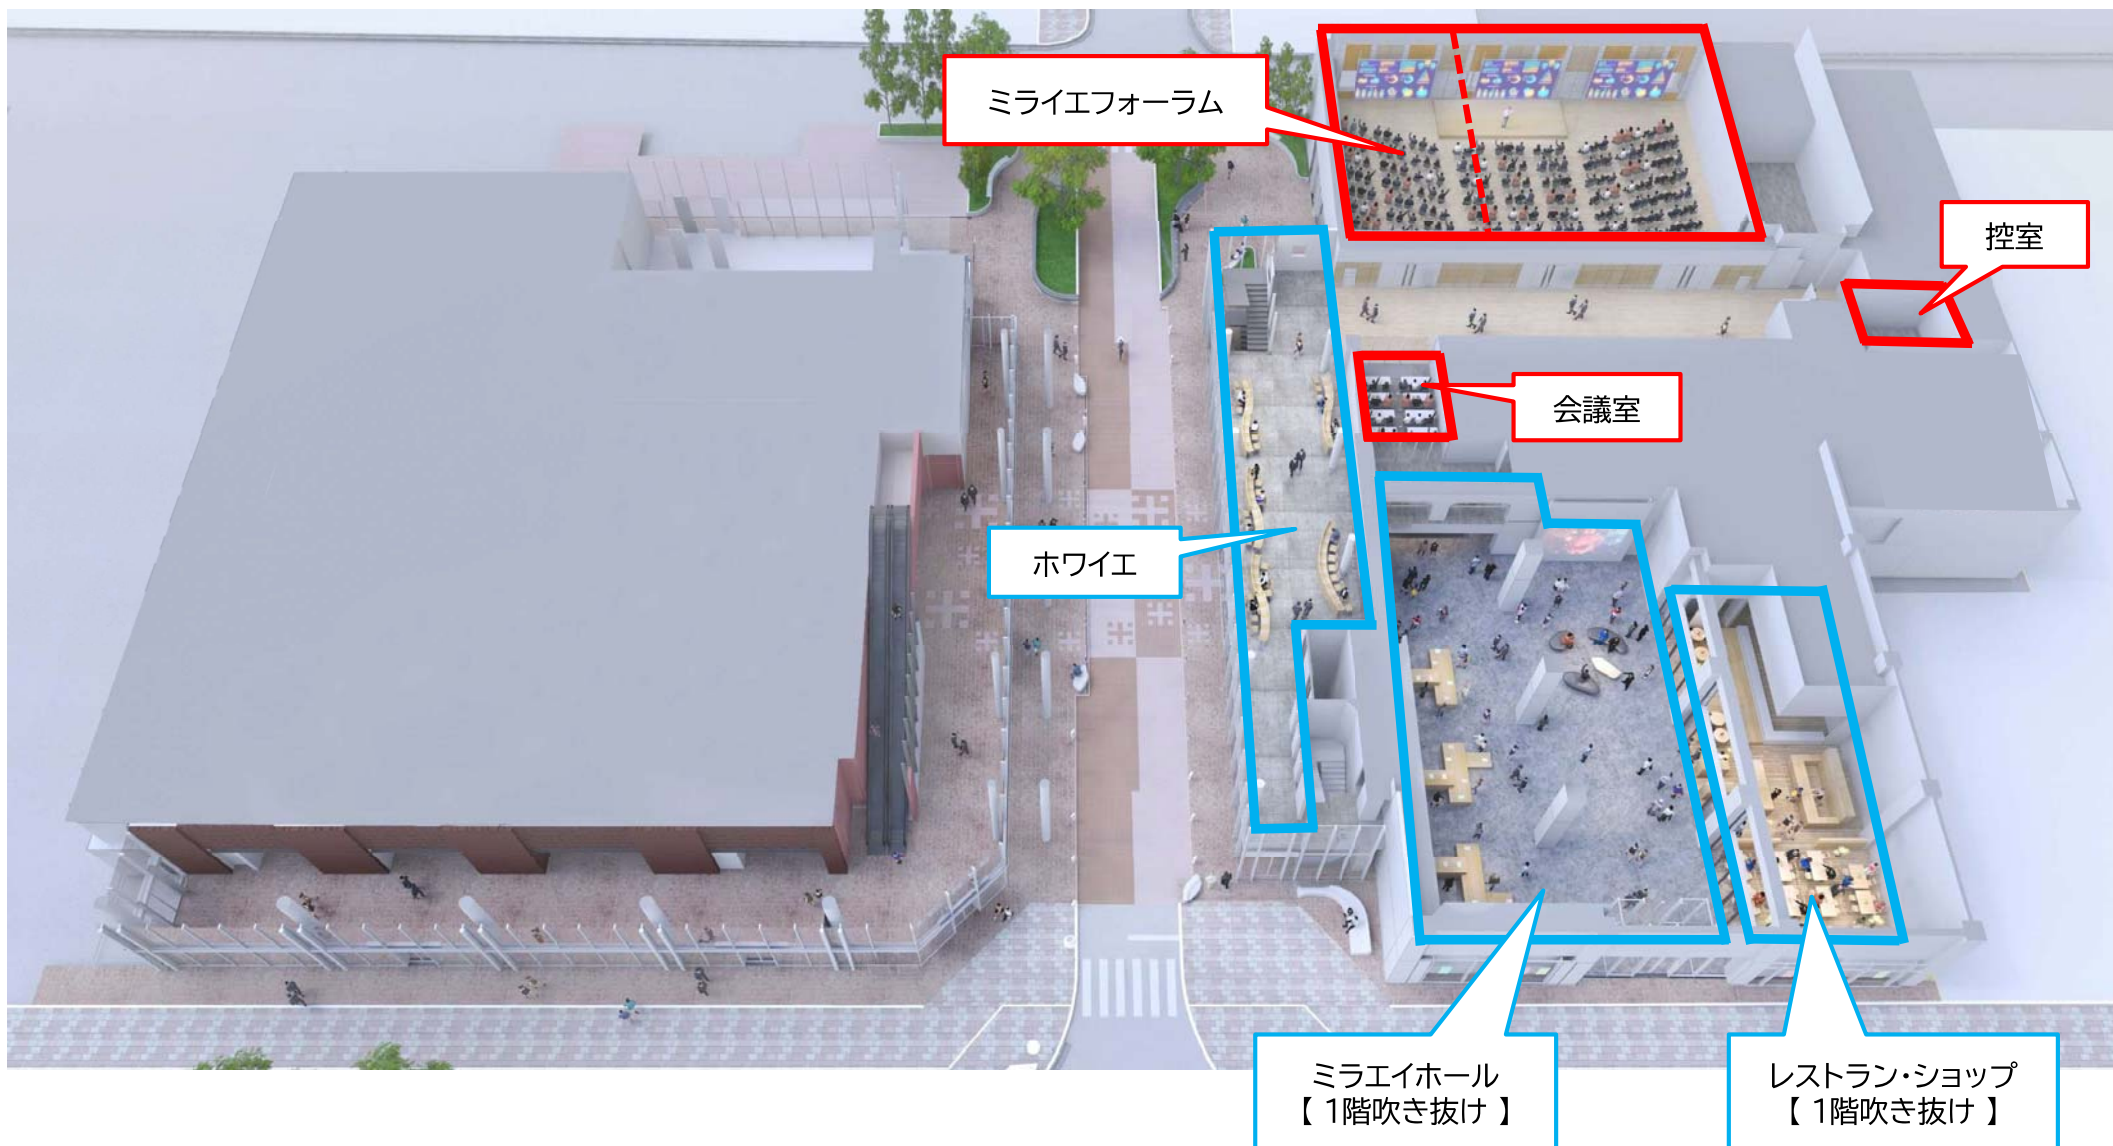 ミライエフォーラム
控室
会議室
ホワイエ
ミラエイホール
【 1階吹き抜け 】
レストラン・ショップ
【 1階吹き抜け 】